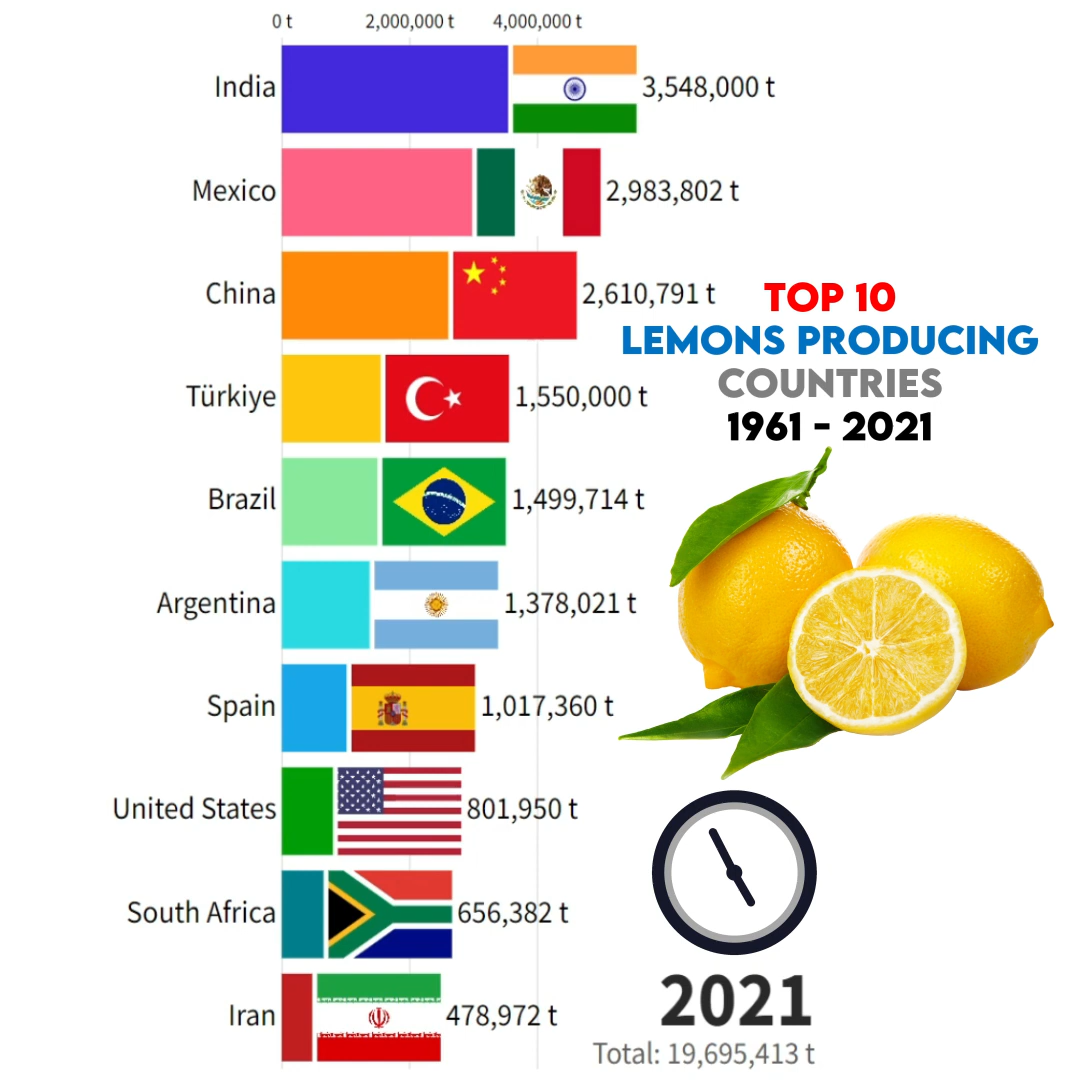 0 t 2,000,000 t 4,000,000 t
India 3,548,000 t
Mexico 2,983,802 t
China 2,610,791 t
TOP 10
LEMONS PRODUCING
COUNTRIES
1961 - 2021
Türkiye 1,550,000 t
Brazil 1,499,714 t
Argentina 1,378,021 t
Spain 1,017,360 t
United States 801,950 t
South Africa 656,382 t
Iran 478,972 t
2021
Total: 19,695,413 t